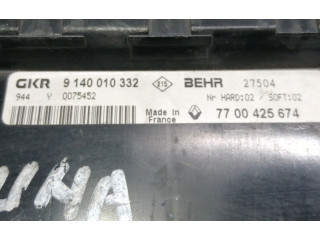 GKR 9 140 010 332 BEHR 27504
944 Y 0075452 Nr HARD:02 / SOFT:02
Made in France 77 00 425 674
UHA